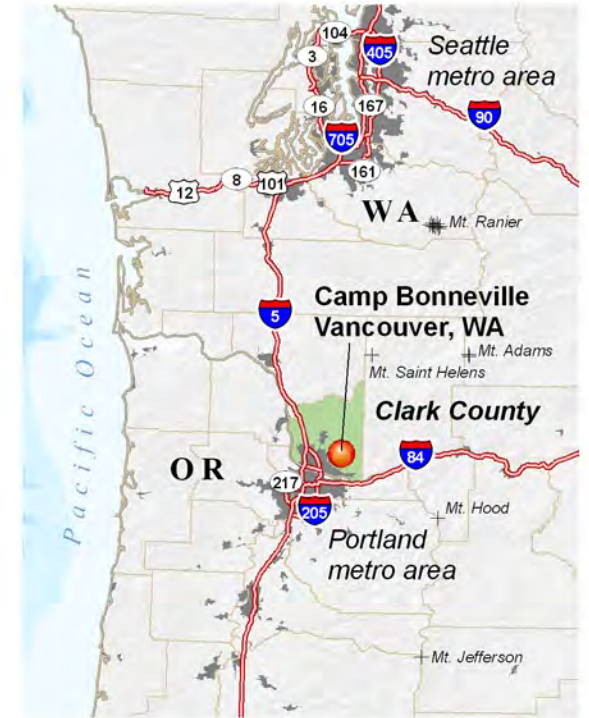 104
405
3
Seattle
metro area
16
167
90
705
161
8
101
12
WA
Mt. Ranier
Pacific Ocean
5
Camp Bonneville
Vancouver, WA
Mt. Adams
Mt. Saint Helens
Clark County
84
OR
217
205
Mt. Hood
Portland
metro area
Mt. Jefferson